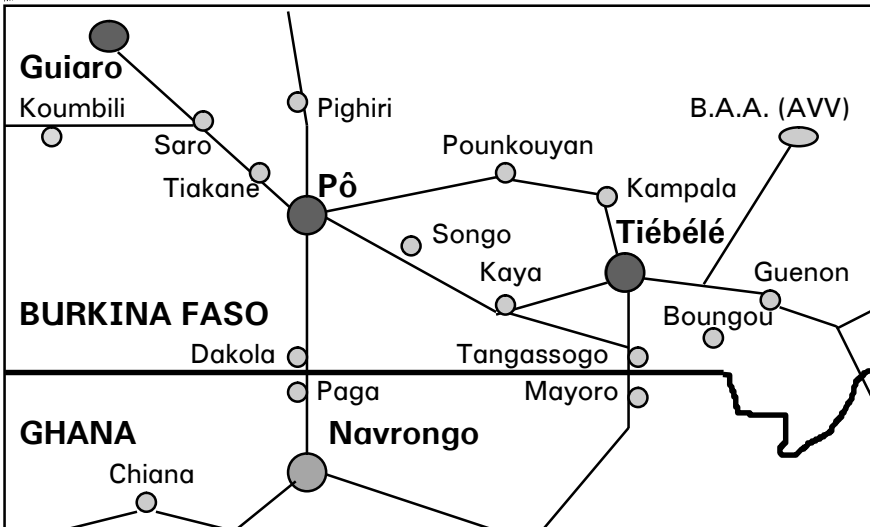 Guiaro
Koumbili
Pighiri
B.A.A. (AVV)
Saro
Pounkouyan
Tiakane
Pô
Kampala
Songo
Tiébélé
Kaya
Guenon
BURKINA FASO
Boungou
Dakola
Tangassogo
Paga
Mayoro
GHANA
Navrongo
Chiana